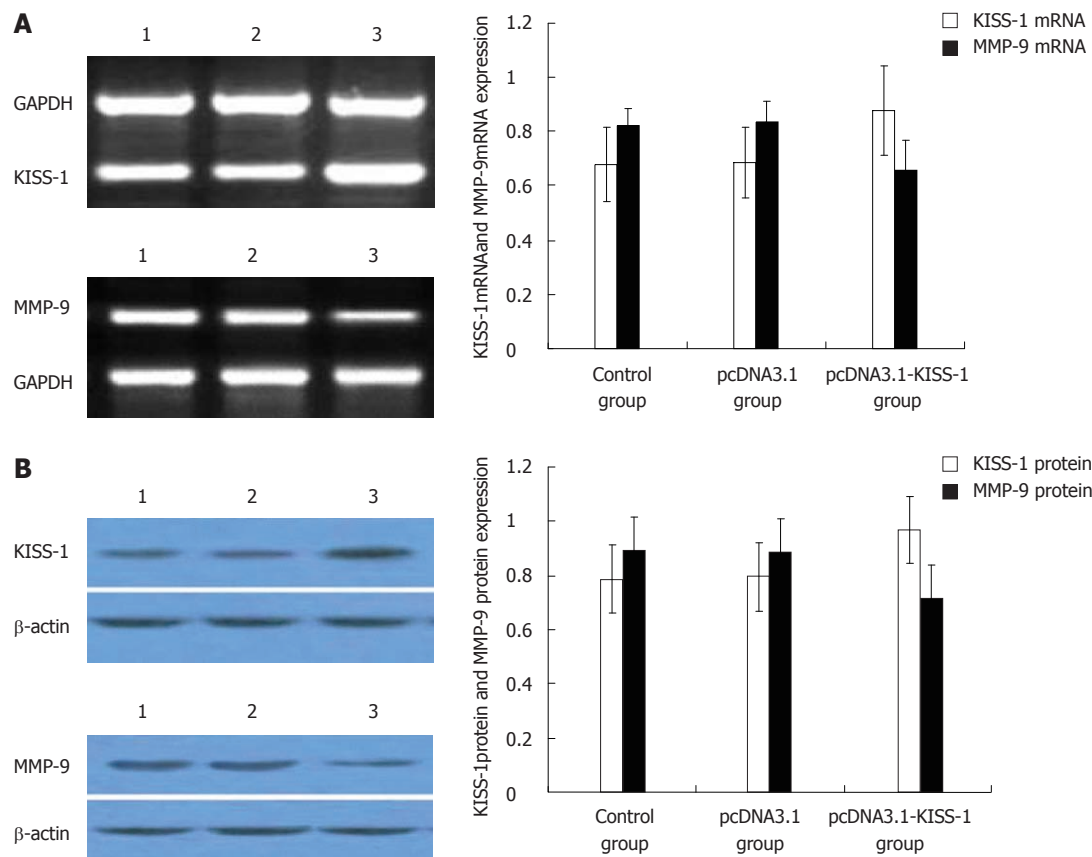 A
1 2 3
GAPDH
KISS-1
1 2 3
MMP-9
GAPDH
KISS-1mRNAand MMP-9mRNA expression
1.2
1
0.8
0.6
0.4
0.2
0
KISS-1 mRNA
MMP-9 mRNA
Control pcDNA3.1 pcDNA3.1-KISS-1
group group group
B
1 2 3
KISS-1
β-actin
1 2 3
MMP-9
β-actin
KISS-1protein and MMP-9 protein expression
1.2
1
0.8
0.6
0.4
0.2
0
KISS-1 protein
MMP-9 protein
Control pcDNA3.1 pcDNA3.1-KISS-1
group group group